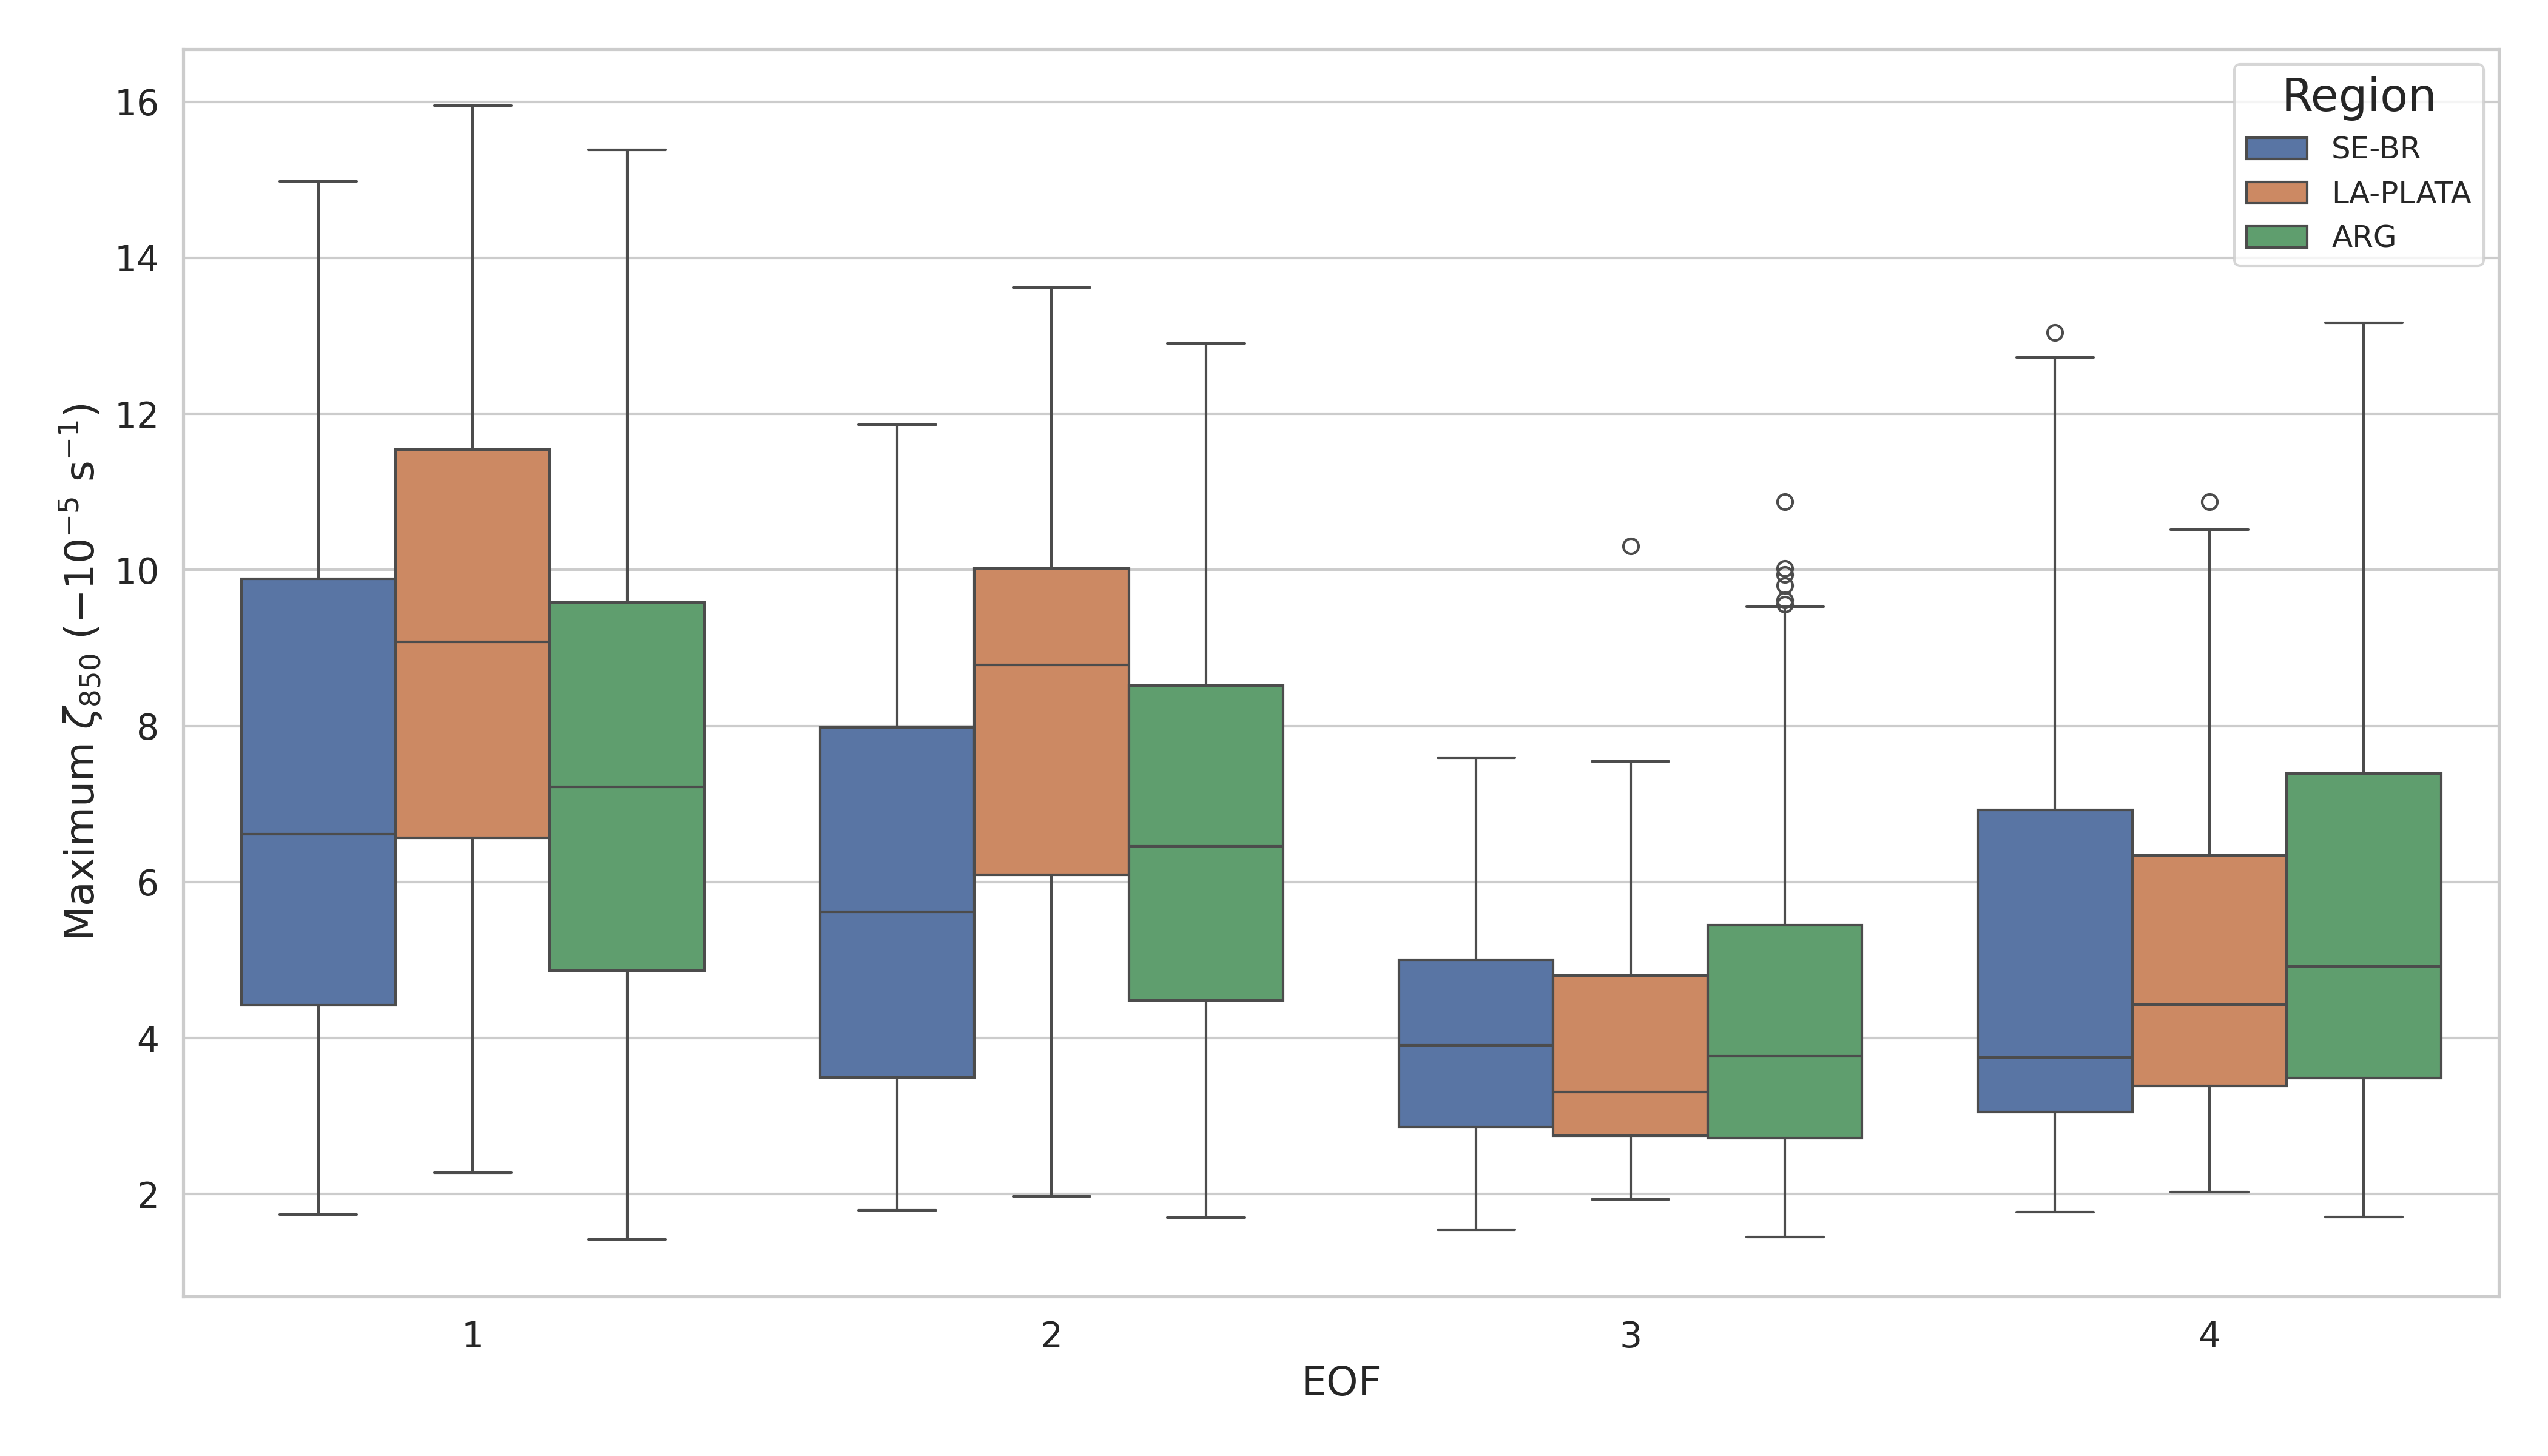 Region
SE-BR
LA-PLATA
ARG
Maximum ζ₈₅₀ (−10⁻⁵ s⁻¹)
16
14
12
10
8
6
4
2
1 2 3 4
EOF